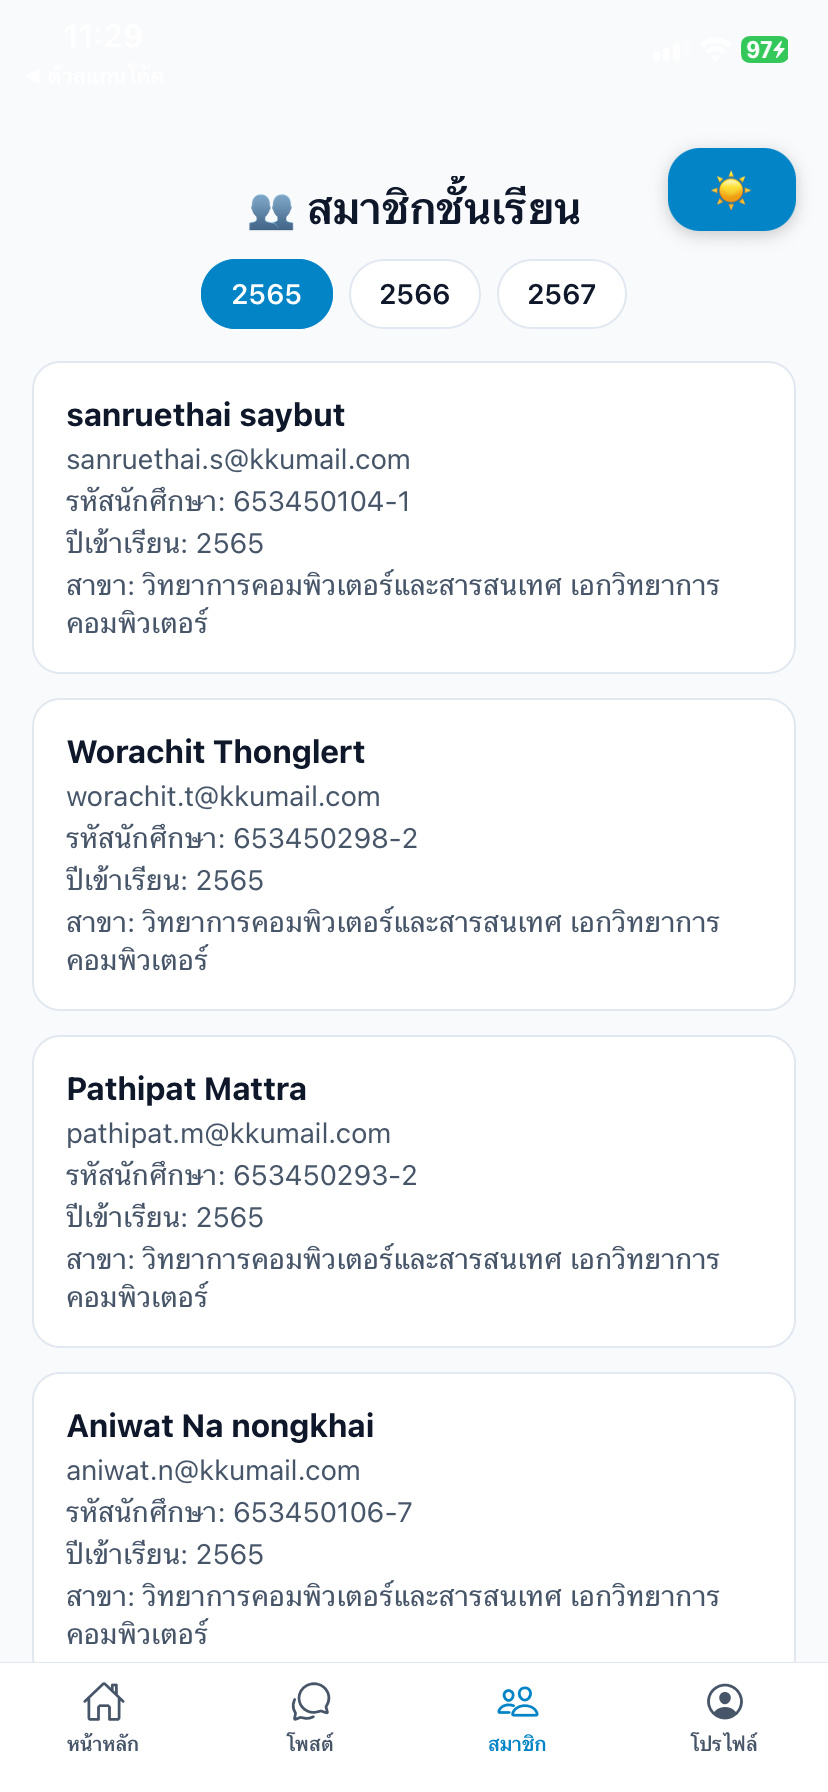 11:29
97
◀ ตัวสแกนโค้ด
สมาชิกชั้นเรียน
2565 2566 2567
sanruethai saybut
sanruethai.s@kkumail.com
รหัสนักศึกษา: 653450104-1
ปีเข้าเรียน: 2565
สาขา: วิทยาการคอมพิวเตอร์และสารสนเทศ เอกวิทยาการ
คอมพิวเตอร์
Worachit Thonglert
worachit.t@kkumail.com
รหัสนักศึกษา: 653450298-2
ปีเข้าเรียน: 2565
สาขา: วิทยาการคอมพิวเตอร์และสารสนเทศ เอกวิทยาการ
คอมพิวเตอร์
Pathipat Mattra
pathipat.m@kkumail.com
รหัสนักศึกษา: 653450293-2
ปีเข้าเรียน: 2565
สาขา: วิทยาการคอมพิวเตอร์และสารสนเทศ เอกวิทยาการ
คอมพิวเตอร์
Aniwat Na nongkhai
aniwat.n@kkumail.com
รหัสนักศึกษา: 653450106-7
ปีเข้าเรียน: 2565
สาขา: วิทยาการคอมพิวเตอร์และสารสนเทศ เอกวิทยาการ
คอมพิวเตอร์
หน้าหลัก โพสต์ สมาชิก โปรไฟล์